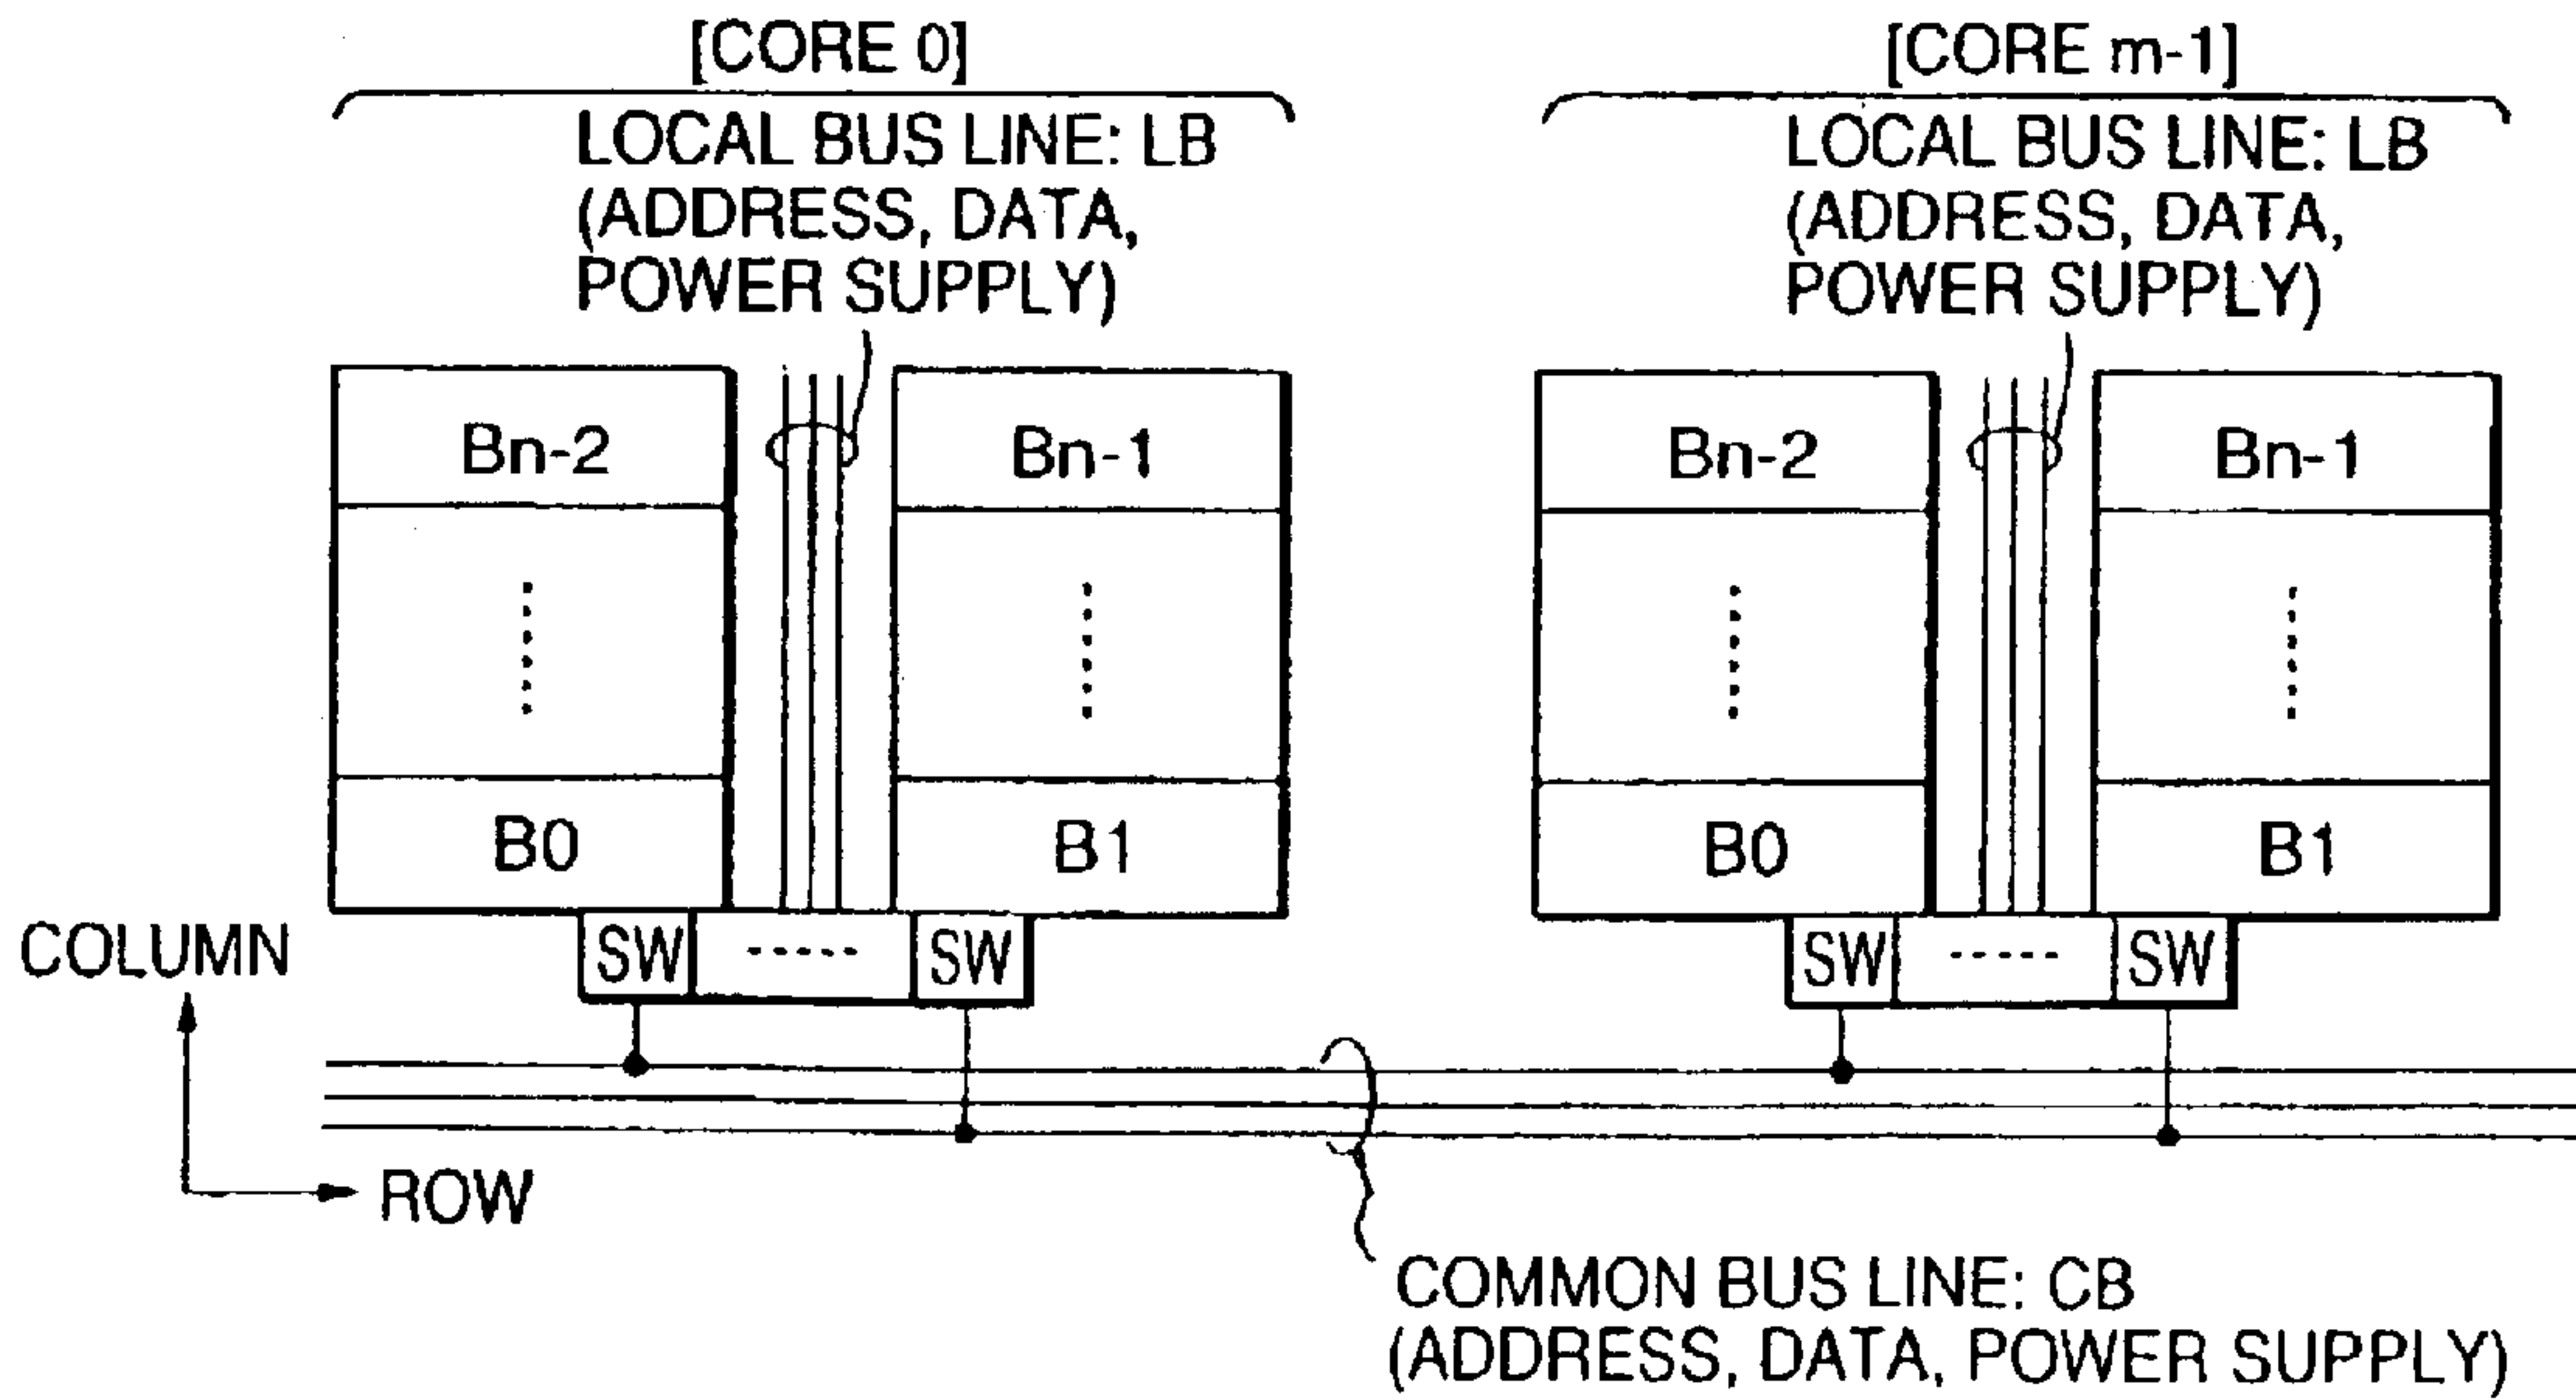 [CORE 0]
LOCAL BUS LINE: LB
(ADDRESS, DATA,
POWER SUPPLY)
Bn-2
Bn-1
B0
B1
SW
SW
[CORE m-1]
LOCAL BUS LINE: LB
(ADDRESS, DATA,
POWER SUPPLY)
Bn-2
Bn-1
B0
B1
SW
SW
COLUMN
ROW
COMMON BUS LINE: CB
(ADDRESS, DATA, POWER SUPPLY)